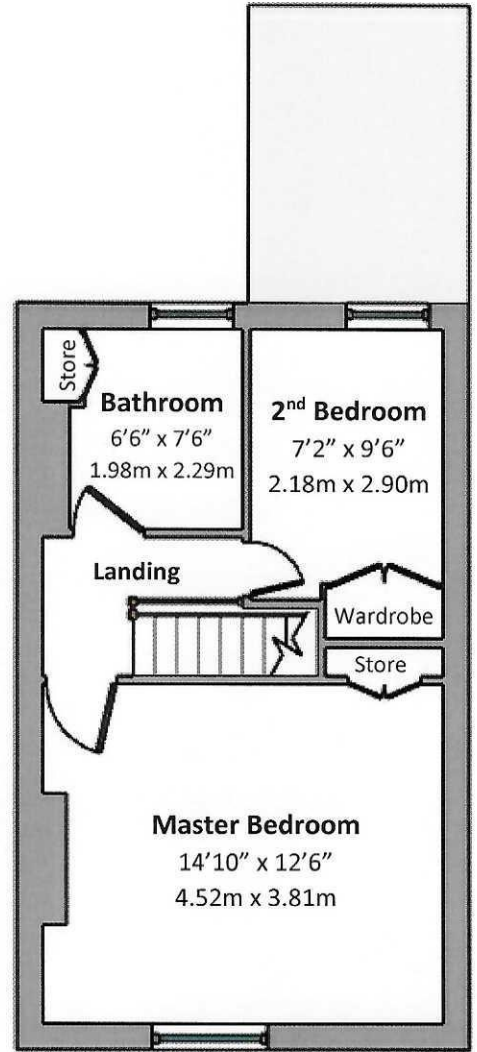 Store
Bathroom
6’6” x 7’6”
1.98m x 2.29m
2nd Bedroom
7’2” x 9’6”
2.18m x 2.90m
Landing
Wardrobe
Store
Master Bedroom
14’10” x 12’6”
4.52m x 3.81m